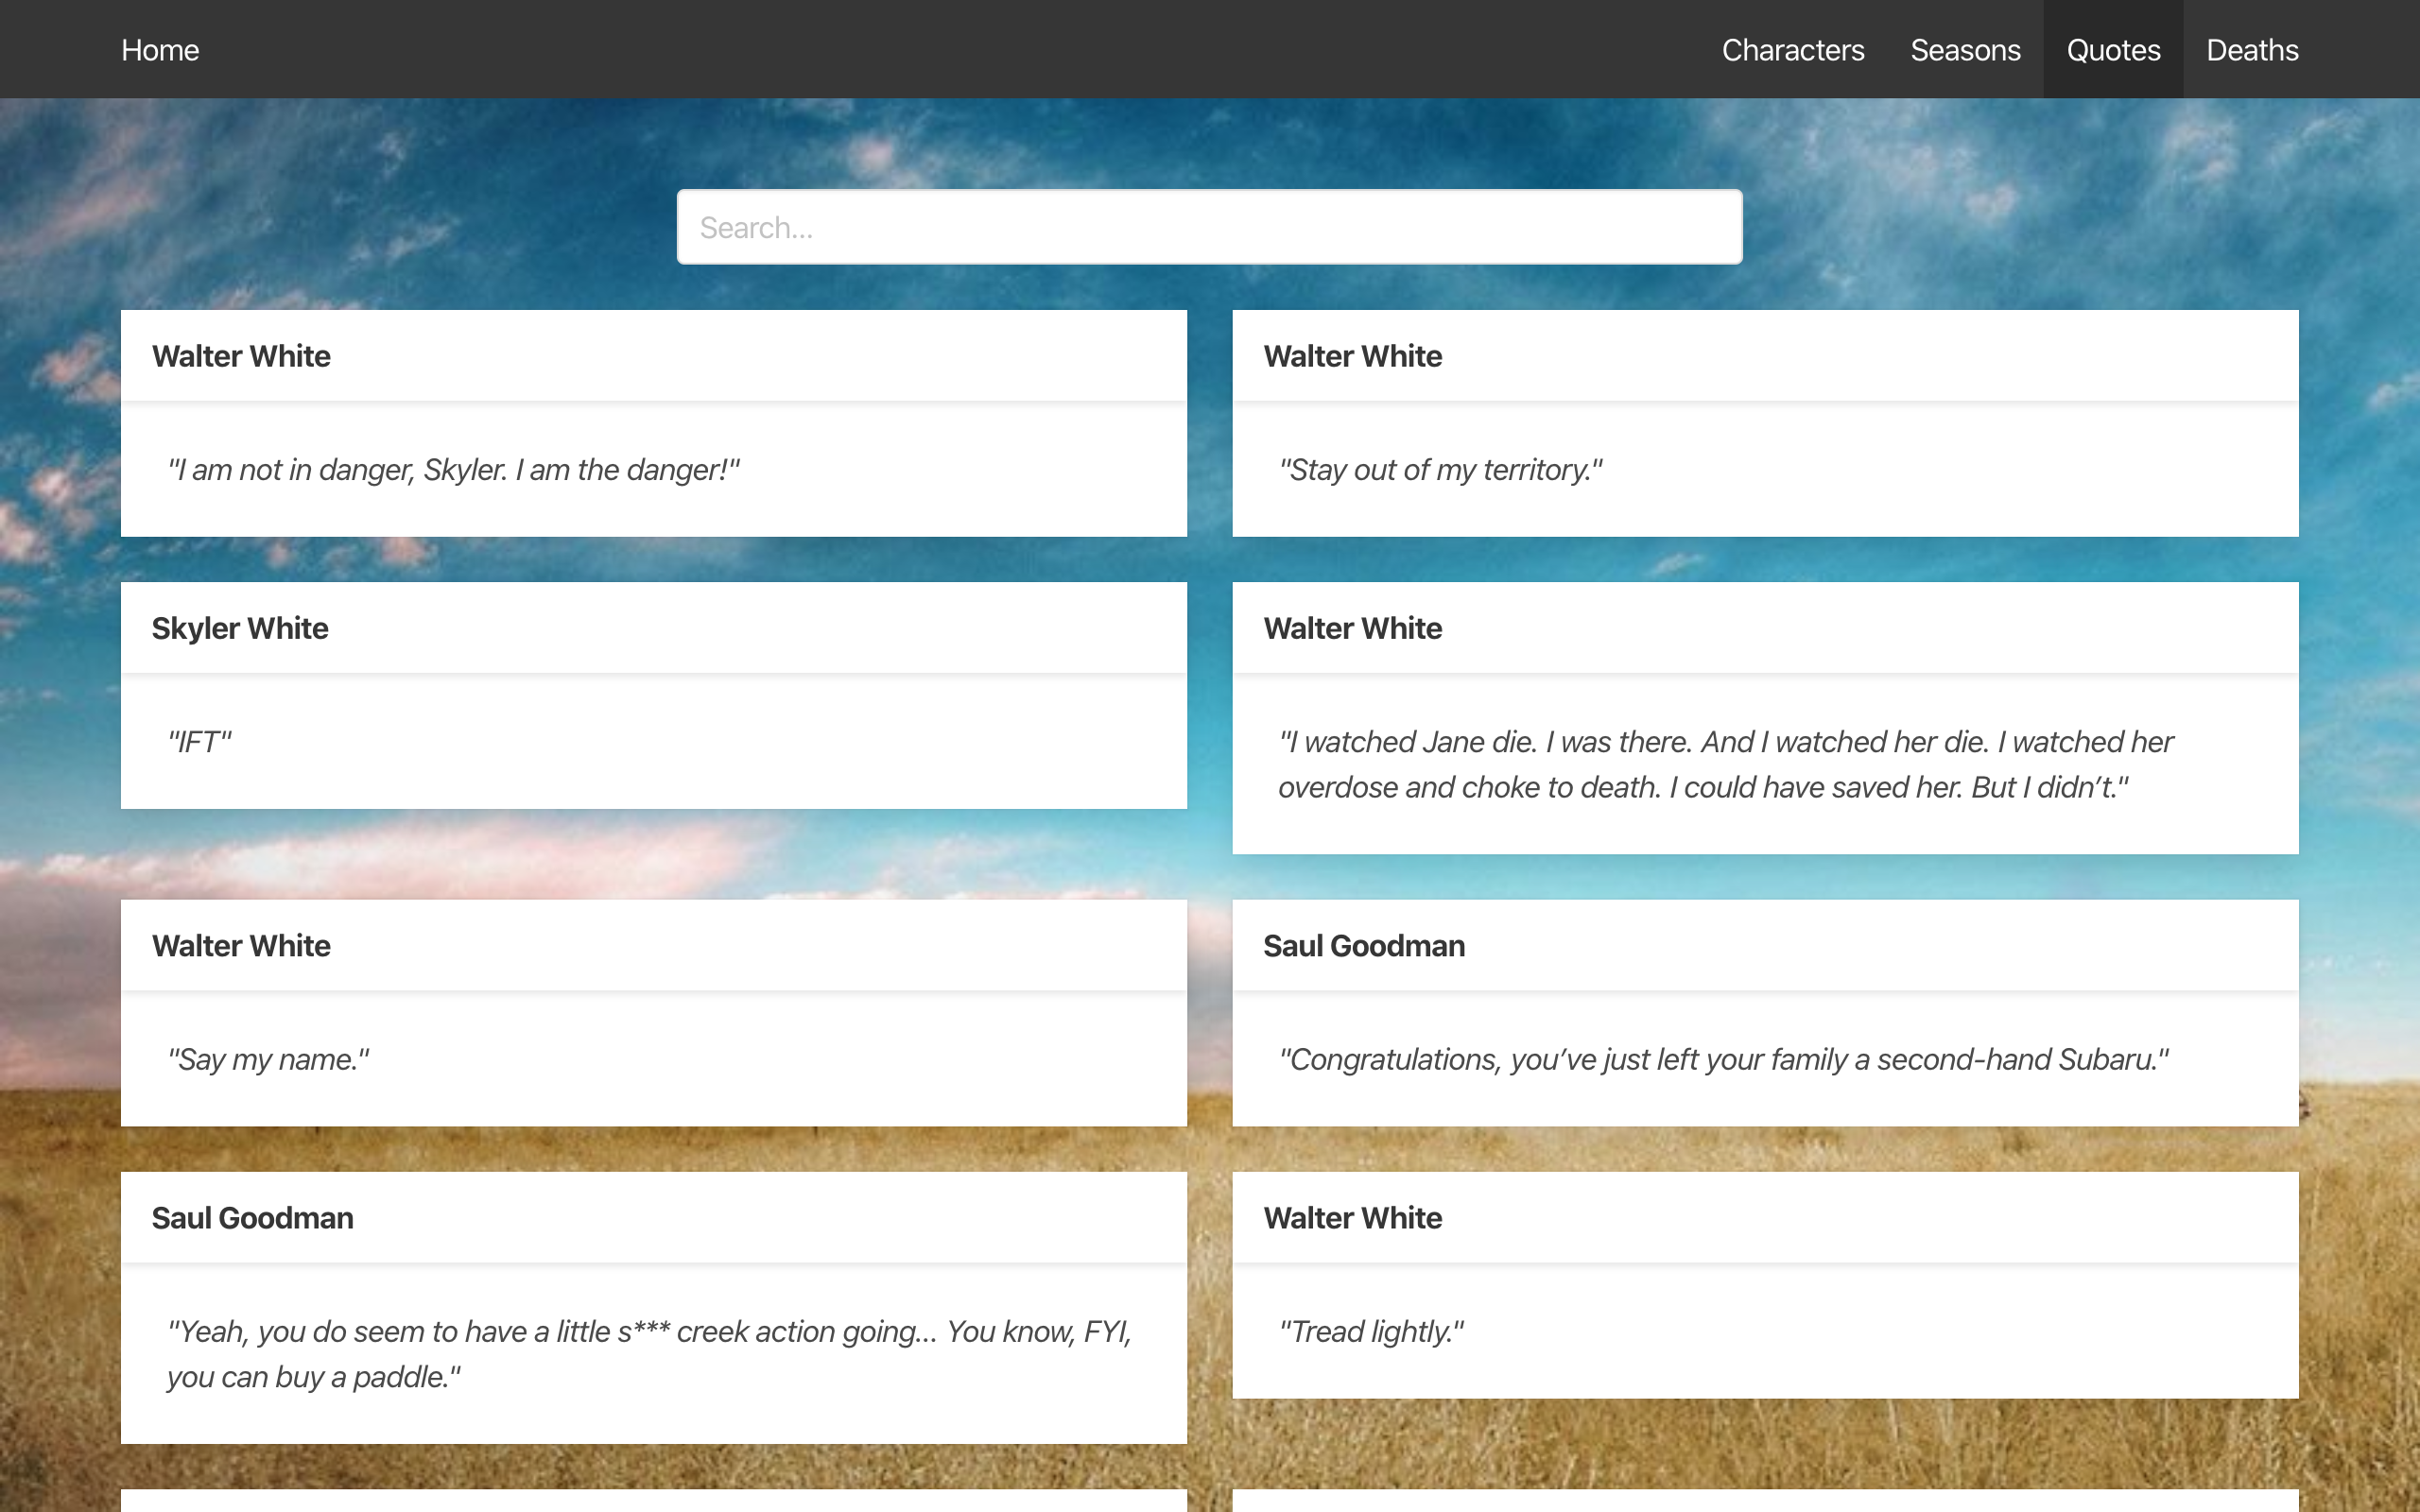 Home
Characters
Seasons
Quotes
Deaths
Search...
Walter White
"I am not in danger, Skyler. I am the danger!"
Walter White
"Stay out of my territory."
Skyler White
"IFT"
Walter White
"I watched Jane die. I was there. And I watched her die. I watched her
overdose and choke to death. I could have saved her. But I didn’t."
Walter White
"Say my name."
Saul Goodman
"Congratulations, you’ve just left your family a second-hand Subaru."
Saul Goodman
"Yeah, you do seem to have a little s*** creek action going... You know, FYI,
you can buy a paddle."
Walter White
"Tread lightly."